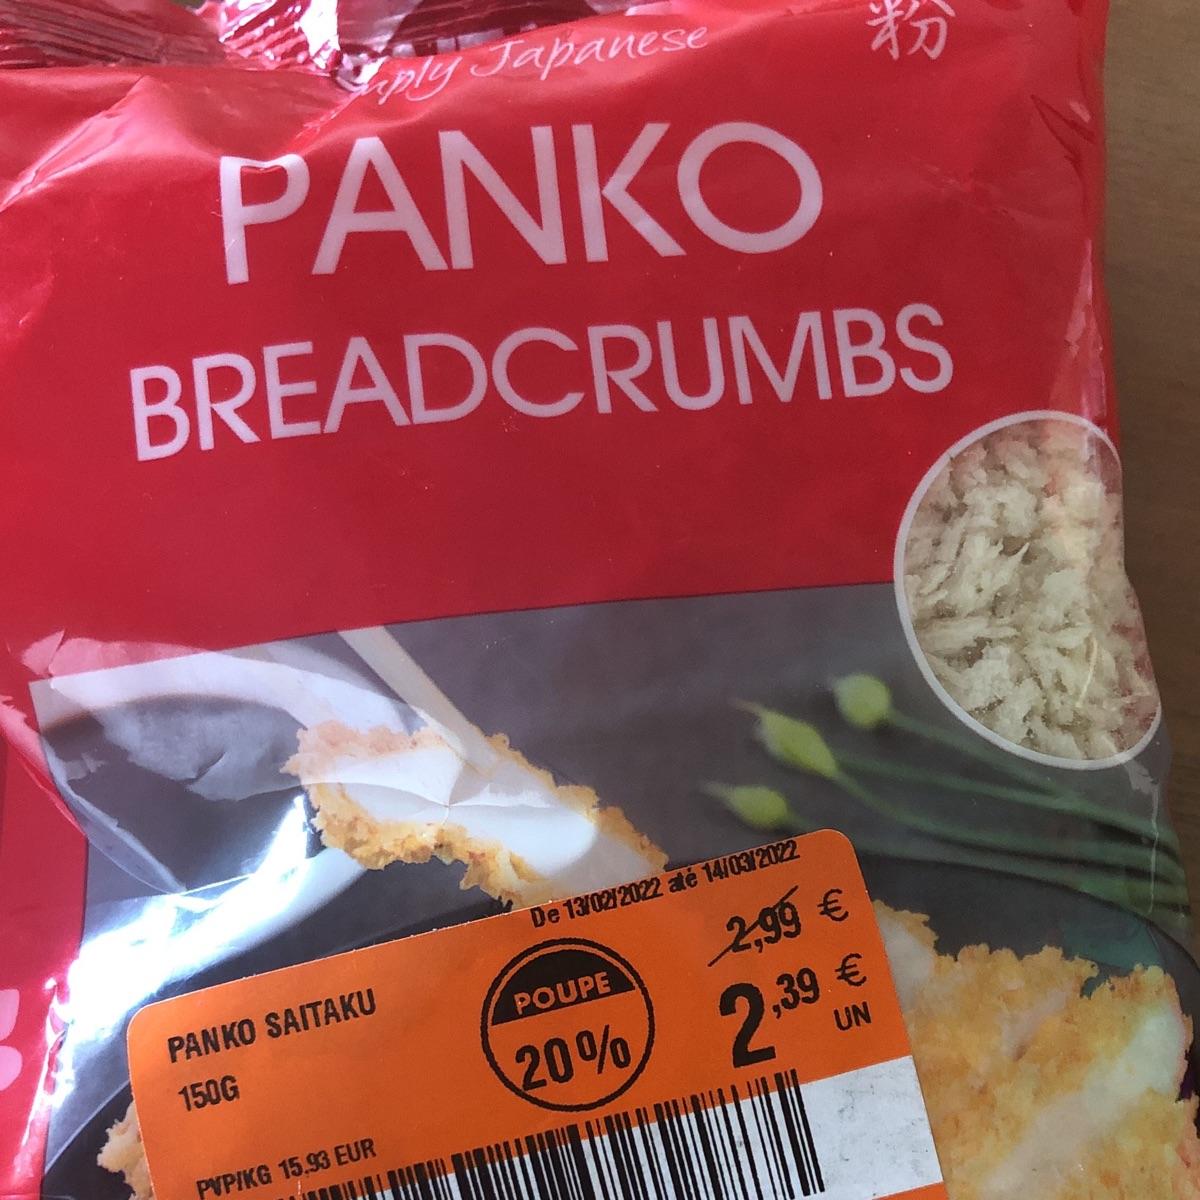 Japanese
粉
PANKO
BREADCRUMBS
De 13/02/2022 até 14/03/2022
2,99 €
POUPE
20%
2,39 €
UN
PANKO SAITAKU
150G
PVP/KG 15.93 EUR